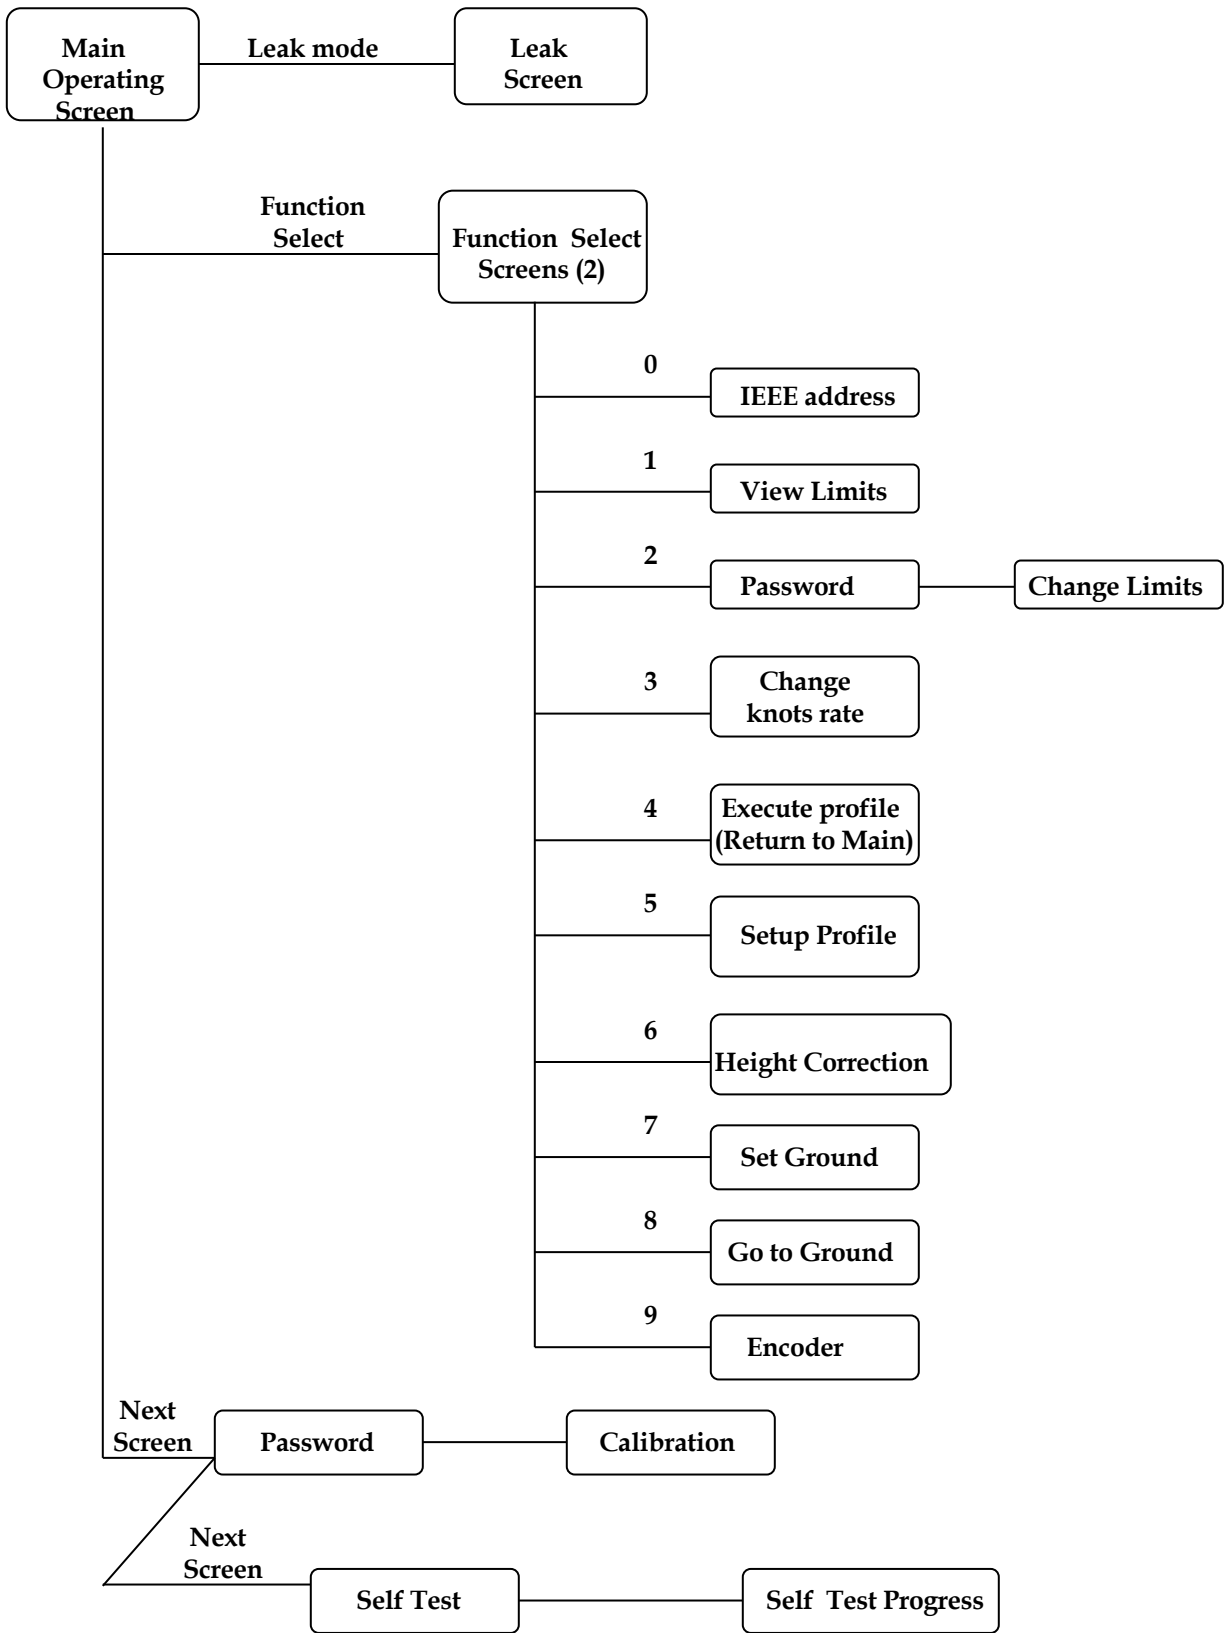 Main
Operating
Screen
Leak mode
Leak
Screen
Function
Select
Function Select
Screens (2)
0
IEEE address
1
View Limits
2
Password
Change Limits
3
Change
knots rate
4
Execute profile
(Return to Main)
5
Setup Profile
6
Height Correction
7
Set Ground
8
Go to Ground
9
Encoder
Next
Screen
Password
Calibration
Next
Screen
Self Test
Self Test Progress